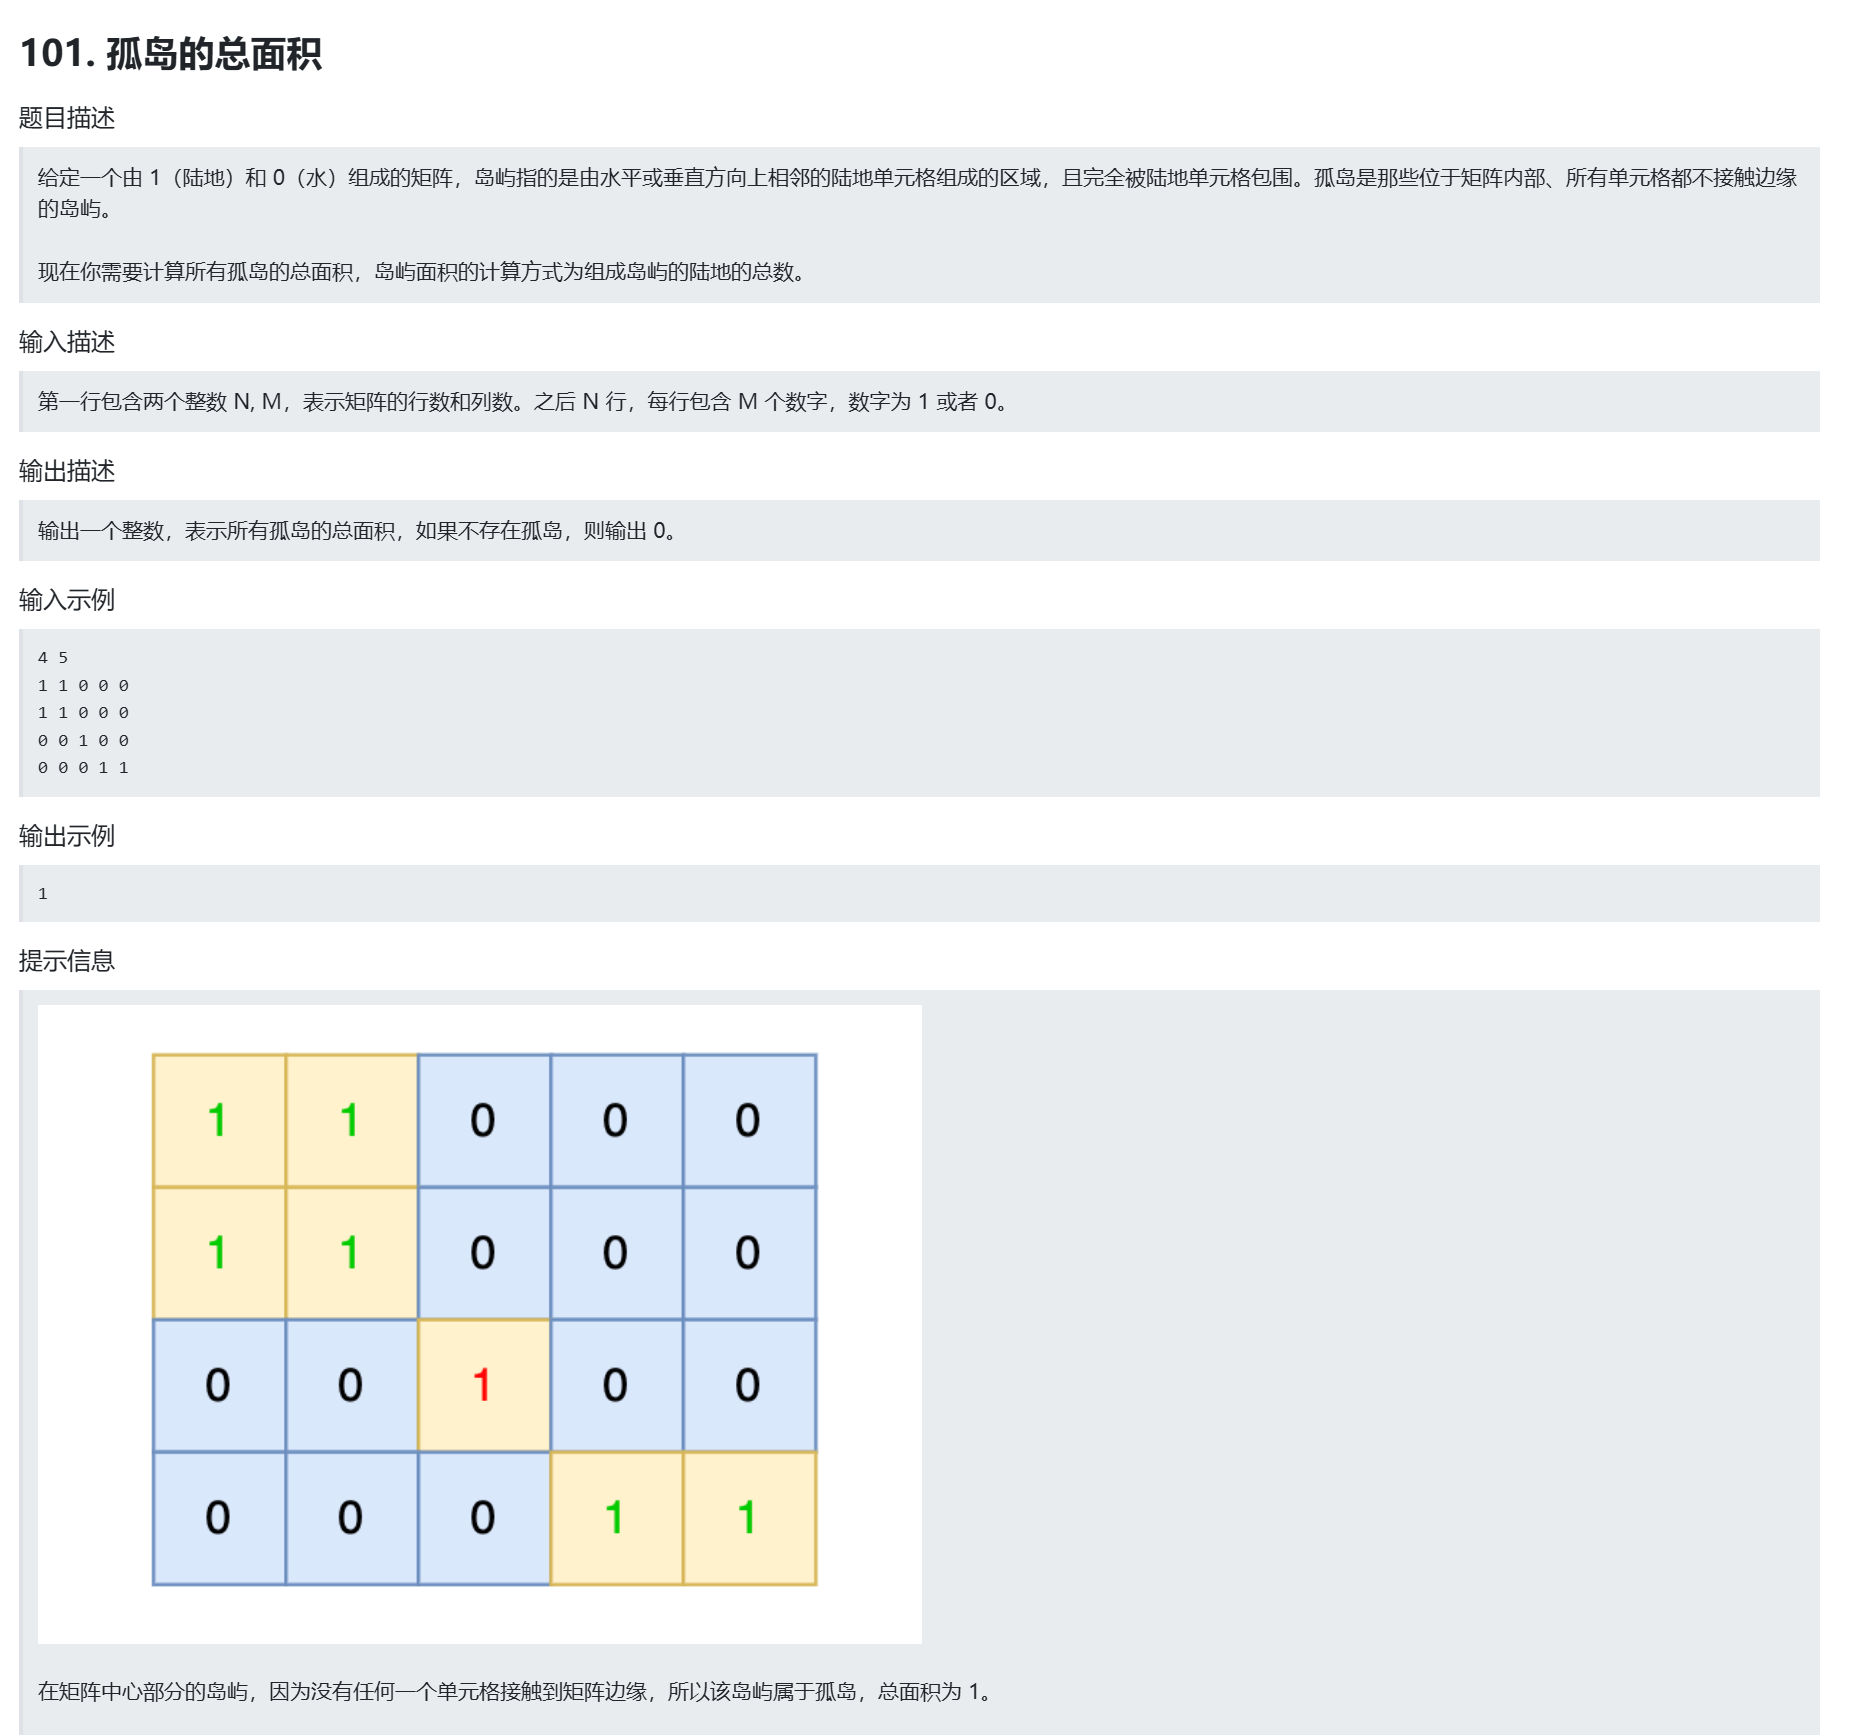 101. 孤岛的总面积
题目描述
给定一个由 1（陆地）和 0（水）组成的矩阵，岛屿指的是由水平或垂直方向上相邻的陆地单元格组成的区域，且完全被陆地单元格包围。孤岛是那些位于矩阵内部、所有单元格都不接触边缘
的岛屿。
现在你需要计算所有孤岛的总面积，岛屿面积的计算方式为组成岛屿的陆地的总数。
输入描述
第一行包含两个整数 N, M，表示矩阵的行数和列数。之后 N 行，每行包含 M 个数字，数字为 1 或者 0。
输出描述
输出一个整数，表示所有孤岛的总面积，如果不存在孤岛，则输出 0。
输入示例
4 5
1 1 0 0 0
1 1 0 0 0
0 0 1 0 0
0 0 0 1 1
输出示例
1
提示信息
1 1 0 0 0
1 1 0 0 0
0 0 1 0 0
0 0 0 1 1
在矩阵中心部分的岛屿，因为没有任何一个单元格接触到矩阵边缘，所以该岛屿属于孤岛，总面积为 1。